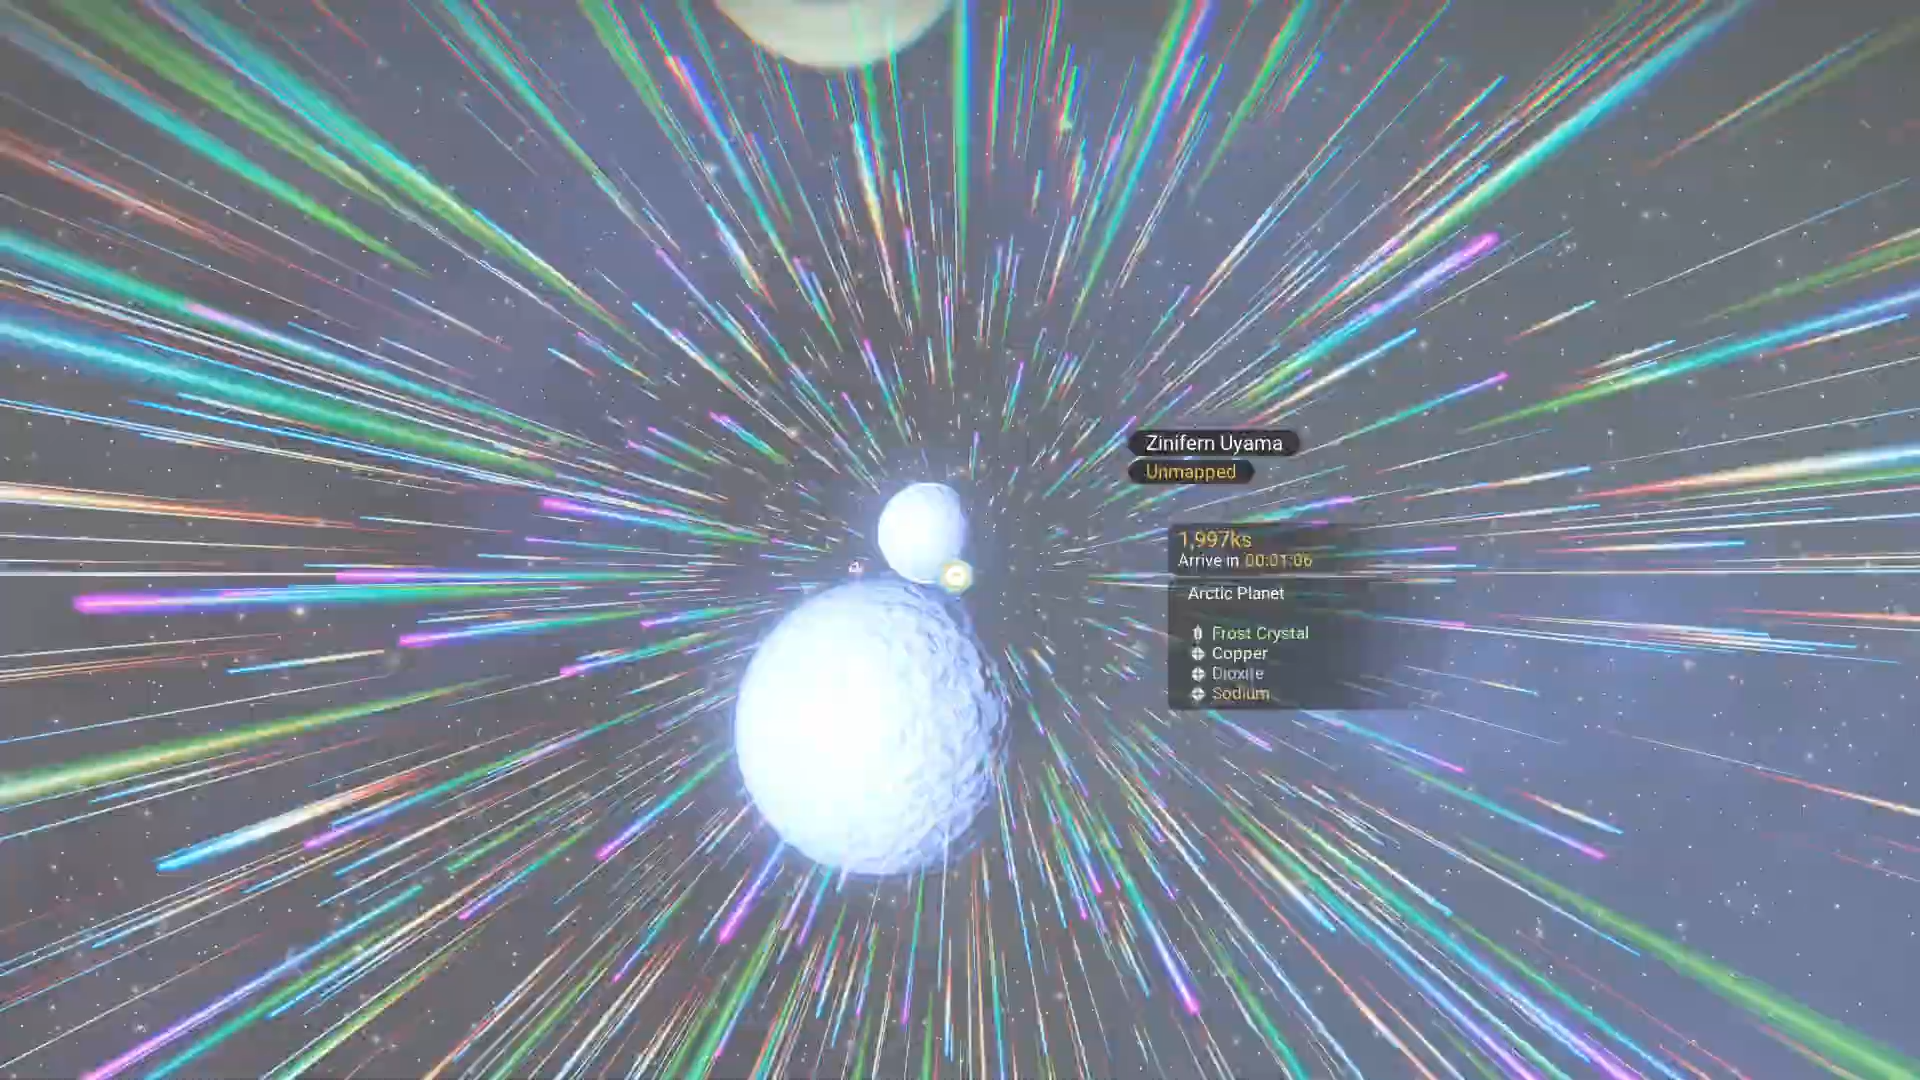 Zinifern Uyama
Unmapped
1,997ks
Arrive in 00:01:06
Arctic Planet
Frost Crystal
Copper
Dioxite
Sodium